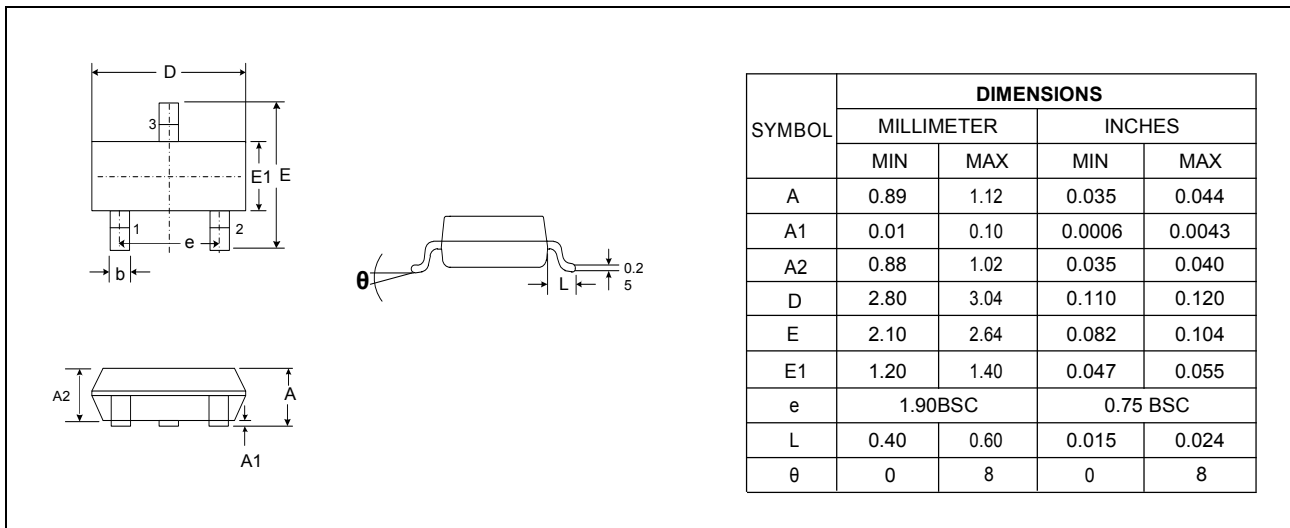 D
3
E1 E
1 2
e
b
θ
L
0.2
5
A2
A
A1
DIMENSIONS
SYMBOL MILLIMETER INCHES
MIN MAX MIN MAX
A 0.89 1.12 0.035 0.044
A1 0.01 0.10 0.0006 0.0043
A2 0.88 1.02 0.035 0.040
D 2.80 3.04 0.110 0.120
E 2.10 2.64 0.082 0.104
E1 1.20 1.40 0.047 0.055
e 1.90BSC 0.75 BSC
L 0.40 0.60 0.015 0.024
θ 0 8 0 8